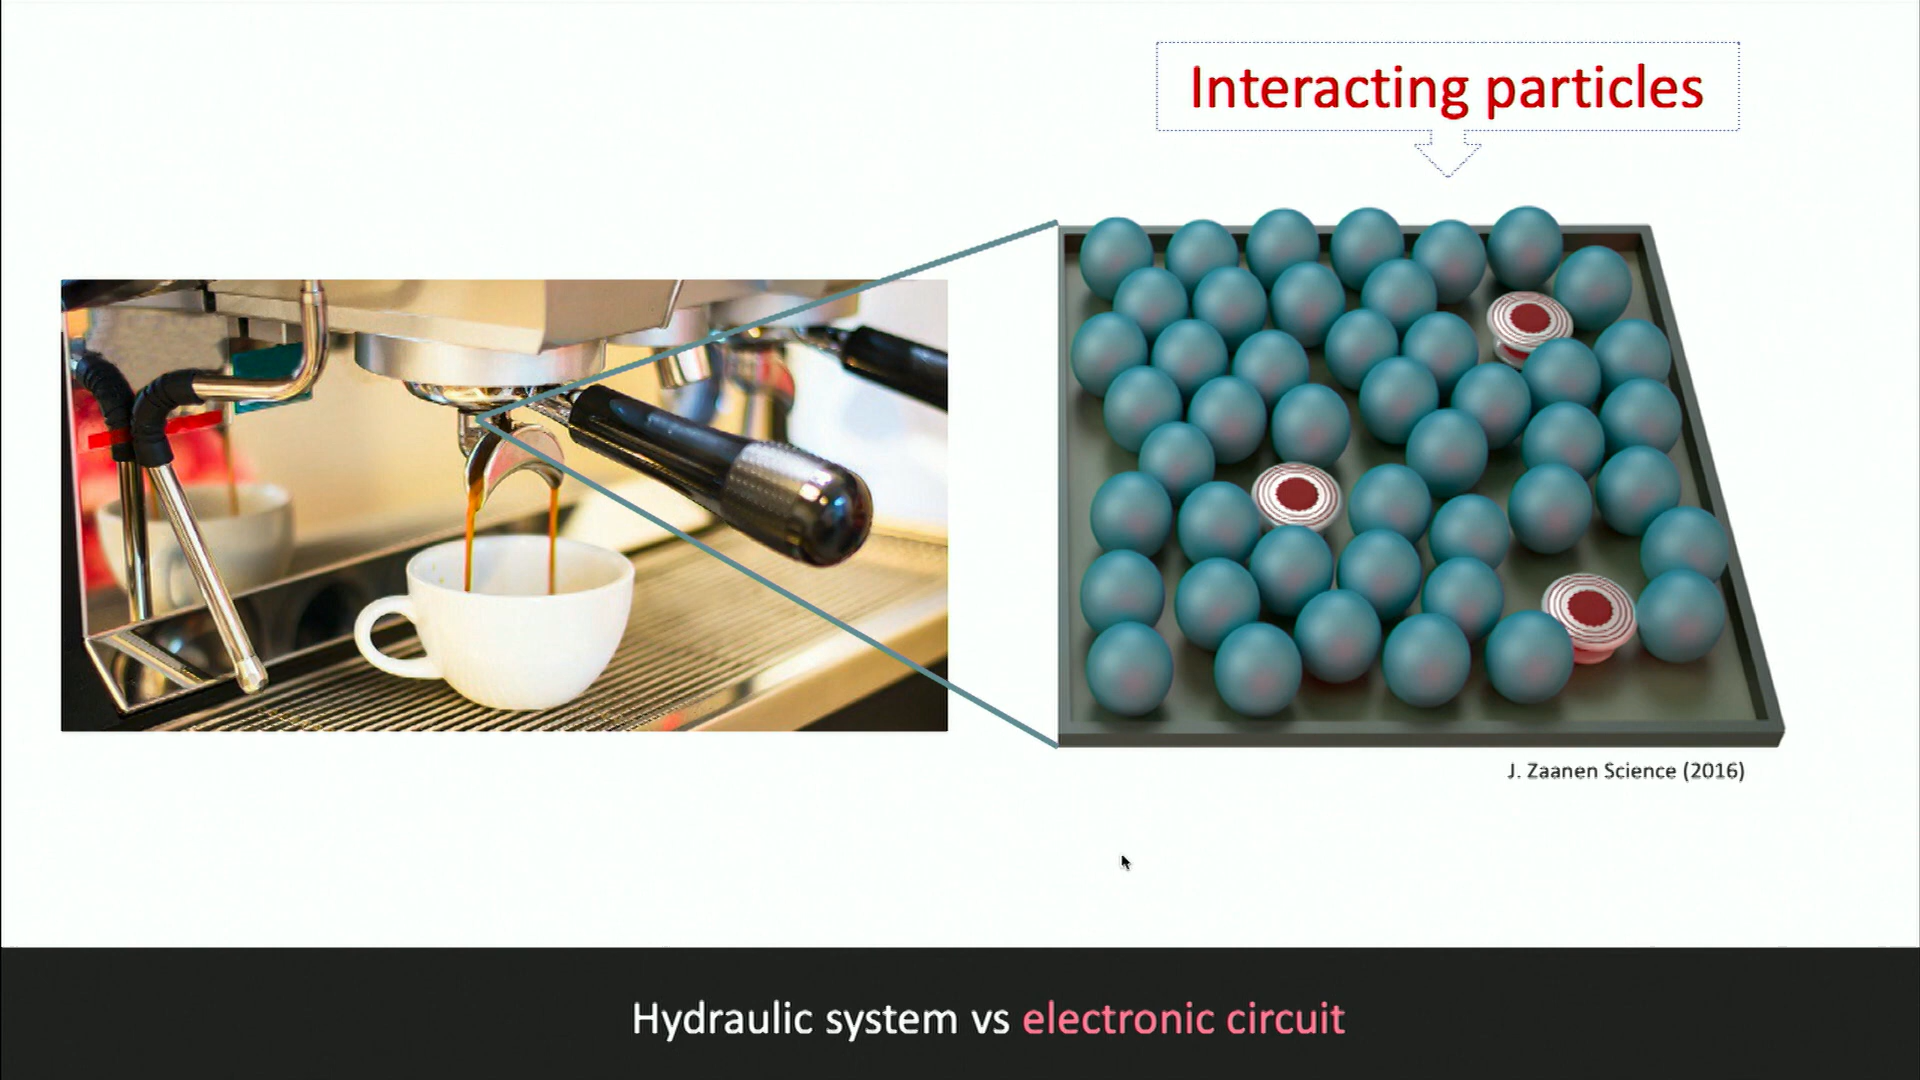 Interacting particles
J. Zaanen Science (2016)
Hydraulic system vs electronic circuit